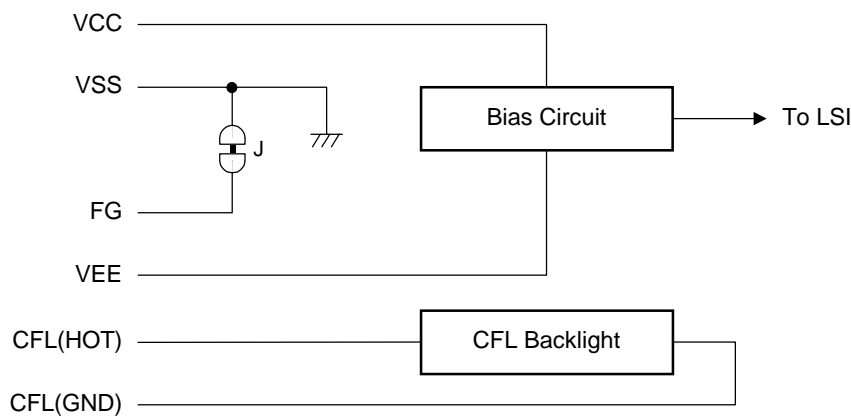 VCC
VSS
Bias Circuit
To LSI
J
FG
VEE
CFL(HOT)
CFL Backlight
CFL(GND)